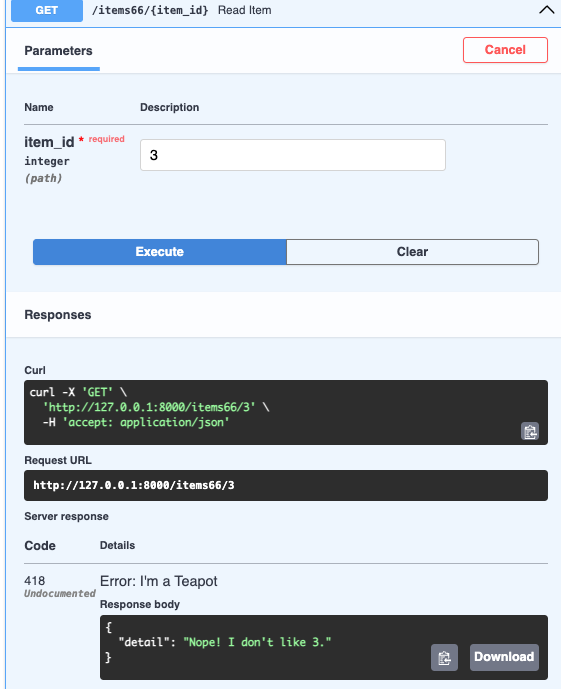 GET /items66/{item_id} Read Item
Parameters Cancel
Name Description
item_id * required
integer
(path)
3
Execute Clear
Responses
Curl
curl -X 'GET' \
  'http://127.0.0.1:8000/items66/3' \
  -H 'accept: application/json'
Request URL
http://127.0.0.1:8000/items66/3
Server response
Code Details
418
Undocumented
Error: I'm a Teapot
Response body
{
  "detail": "Nope! I don't like 3."
}
Download